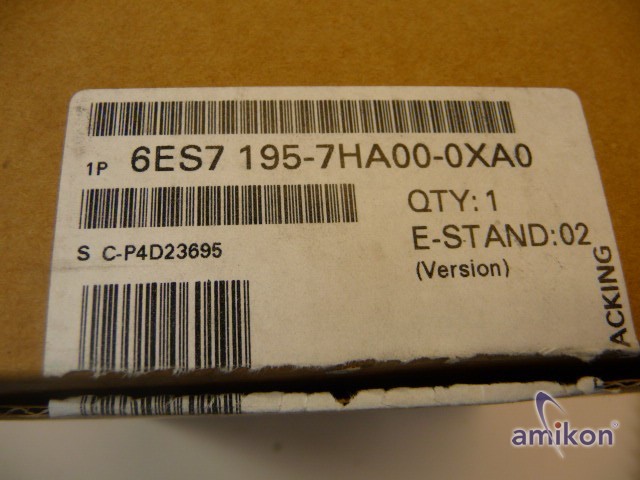 1P 6ES7 195-7HA00-0XA0
QTY: 1
S C-P4D23695
E-STAND:02
(Version)
ACKING
amikon®